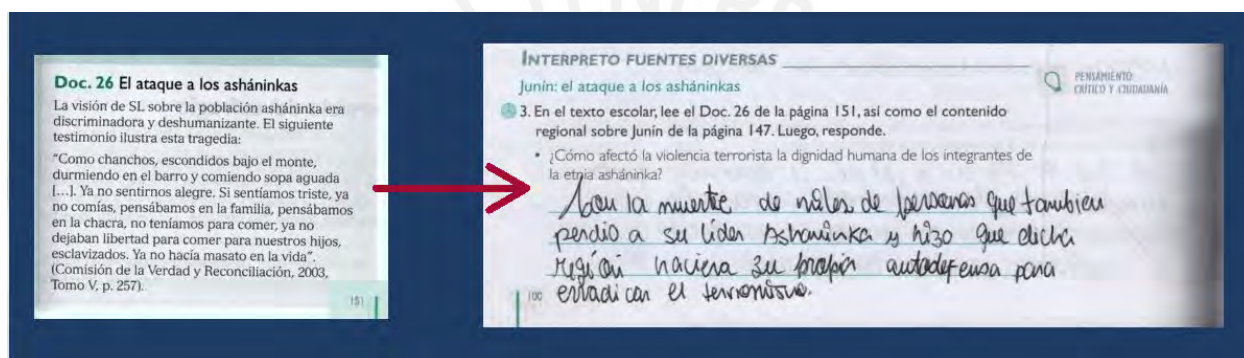 Doc. 26 El ataque a los asháninkas
La visión de SL sobre la población asháninka era
discriminadora y deshumanizante. El siguiente
testimonio ilustra esta tragedia:
"Como chanchos, escondidos bajo el monte,
durmiendo en el barro y comiendo sopa aguada
[...]. Ya no sentirnos alegre. Si sentíamos triste, ya
no comías, pensábamos en la familia, pensábamos
en la chacra, no teníamos para comer, ya no
dejaban libertad para comer para nuestros hijos,
esclavizados. Ya no hacía masato en la vida".
(Comisión de la Verdad y Reconciliación, 2003,
Tomo V, p. 257).
151
INTERPRETO FUENTES DIVERSAS
Junín: el ataque a los asháninkas
PENSAMIENTO
CRÍTICO Y CIUDADANÍA
3. En el texto escolar, lee el Doc. 26 de la página 151, así como el contenido
regional sobre Junín de la página 147. Luego, responde.
• ¿Cómo afectó la violencia terrorista la dignidad humana de los integrantes de
la etnia asháninka?
Con la muerte de miles de personas que tambien
perdio a su lider Ashaninka y hizo que dicha
región naciera su propia autodefensa para
erradicar el terrorismo.
100